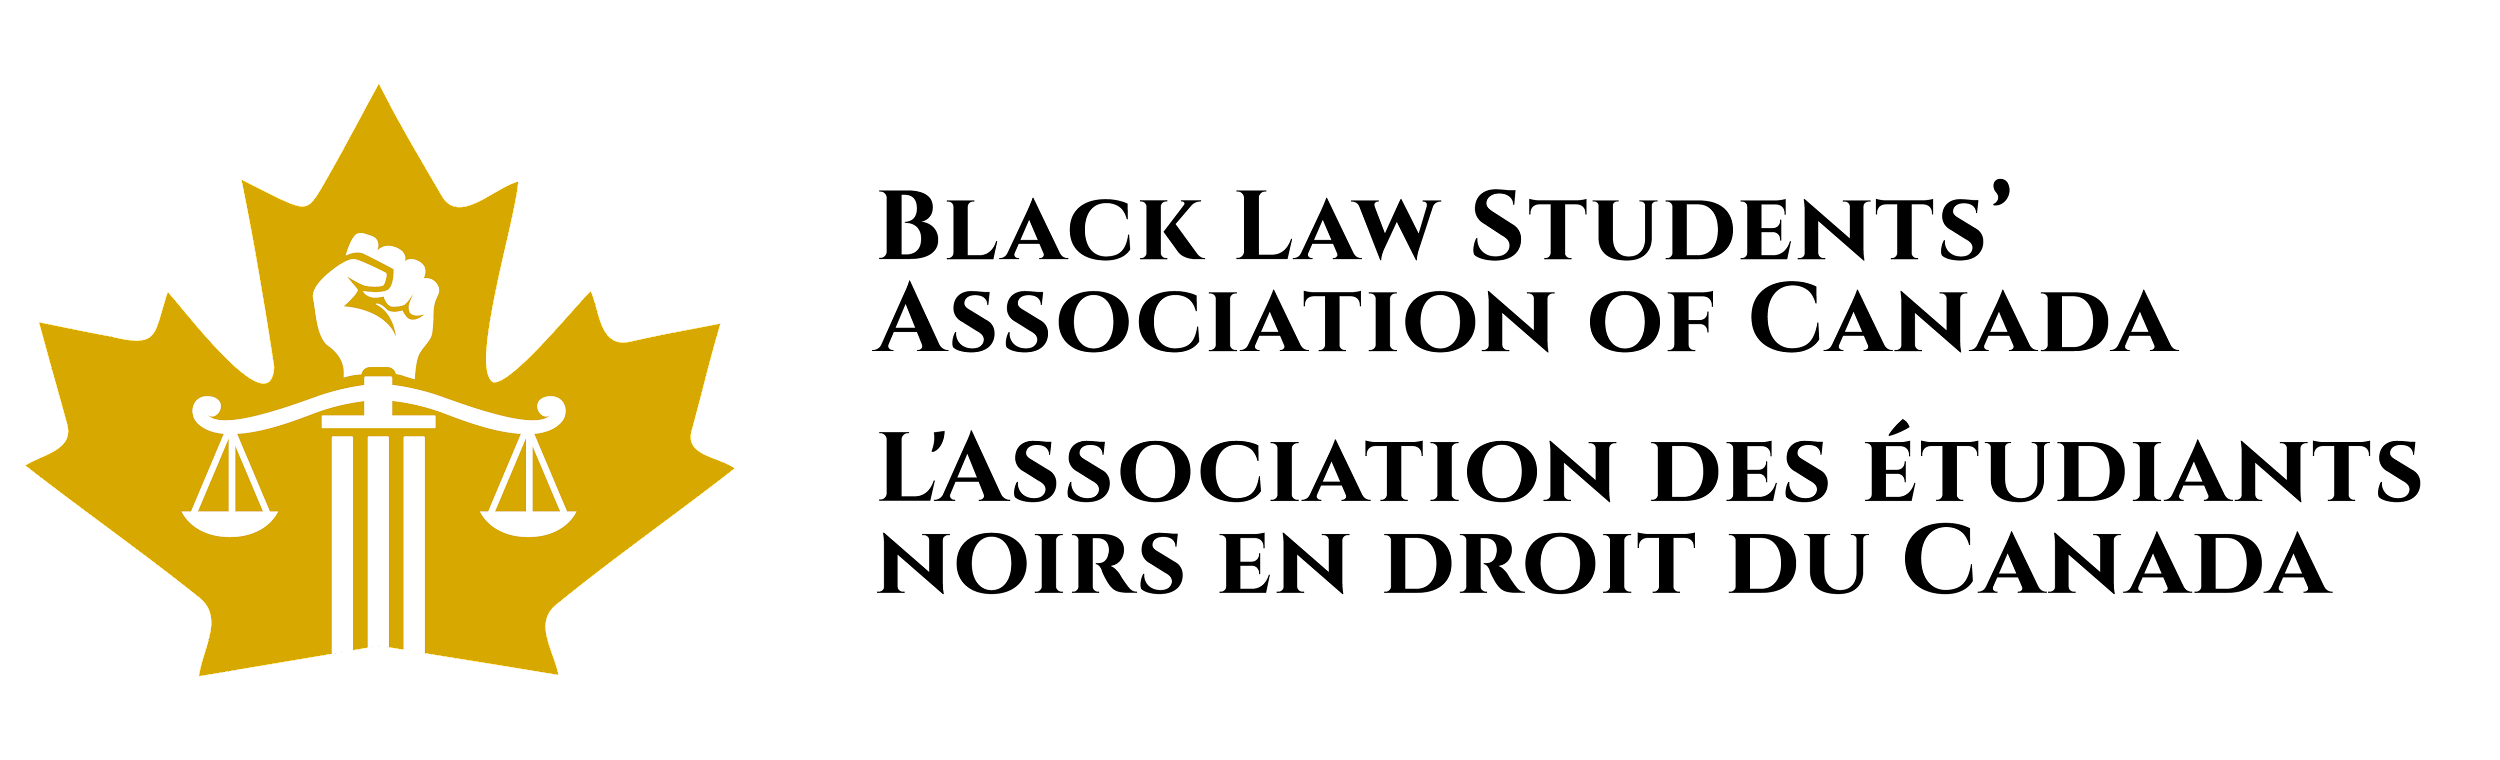 Black Law Students’
Association of Canada
L’Association des étudiants
noirs en droit du Canada